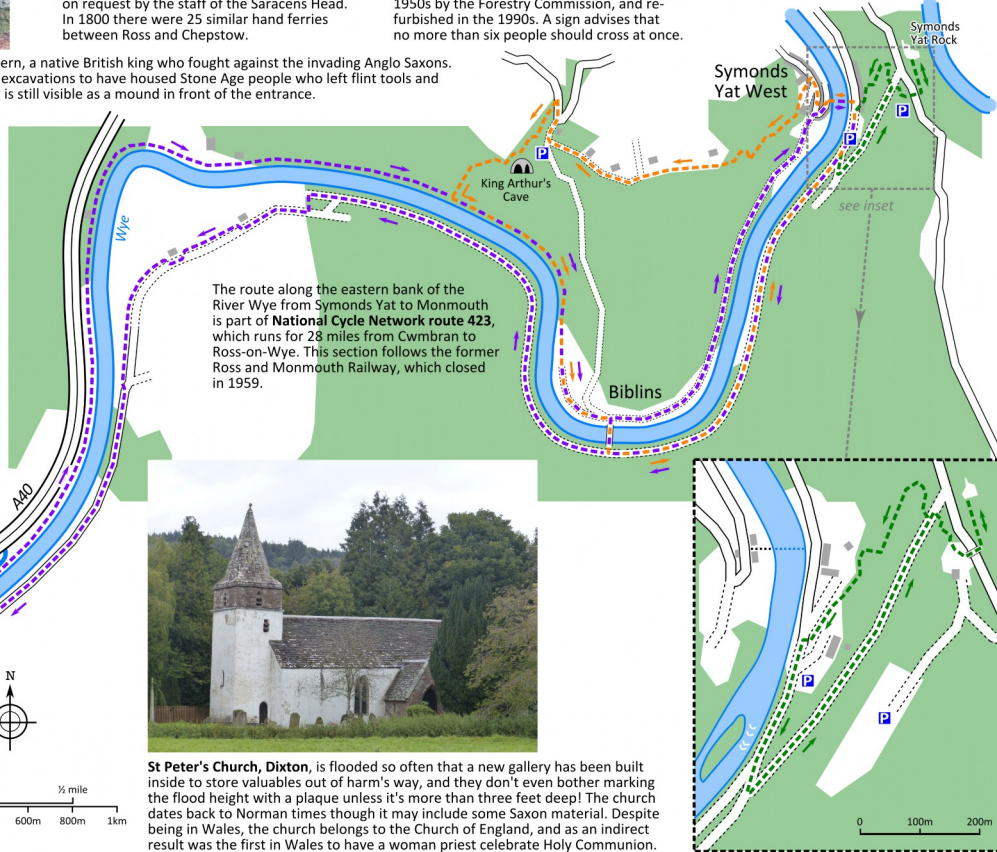 on request by the staff of the Saracens Head.
In 1800 there were 25 similar hand ferries
between Ross and Chepstow.
1950s by the Forestry Commission, and re-
furbished in the 1990s. A sign advises that
no more than six people should cross at once.
ern, a native British king who fought against the invading Anglo Saxons.
excavations to have housed Stone Age people who left flint tools and
is still visible as a mound in front of the entrance.
Symonds
Yat Rock
Symonds
Yat West
P
P
P
King Arthur's
Cave
see inset
Wye
The route along the eastern bank of the
River Wye from Symonds Yat to Monmouth
is part of National Cycle Network route 423,
which runs for 28 miles from Cwmbran to
Ross-on-Wye. This section follows the former
Ross and Monmouth Railway, which closed
in 1959.
Biblins
A40
N
½ mile
600m 800m 1km
St Peter's Church, Dixton, is flooded so often that a new gallery has been built
inside to store valuables out of harm's way, and they don't even bother marking
the flood height with a plaque unless it's more than three feet deep! The church
dates back to Norman times though it may include some Saxon material. Despite
being in Wales, the church belongs to the Church of England, and as an indirect
result was the first in Wales to have a woman priest celebrate Holy Communion.
P
P
0 100m 200m